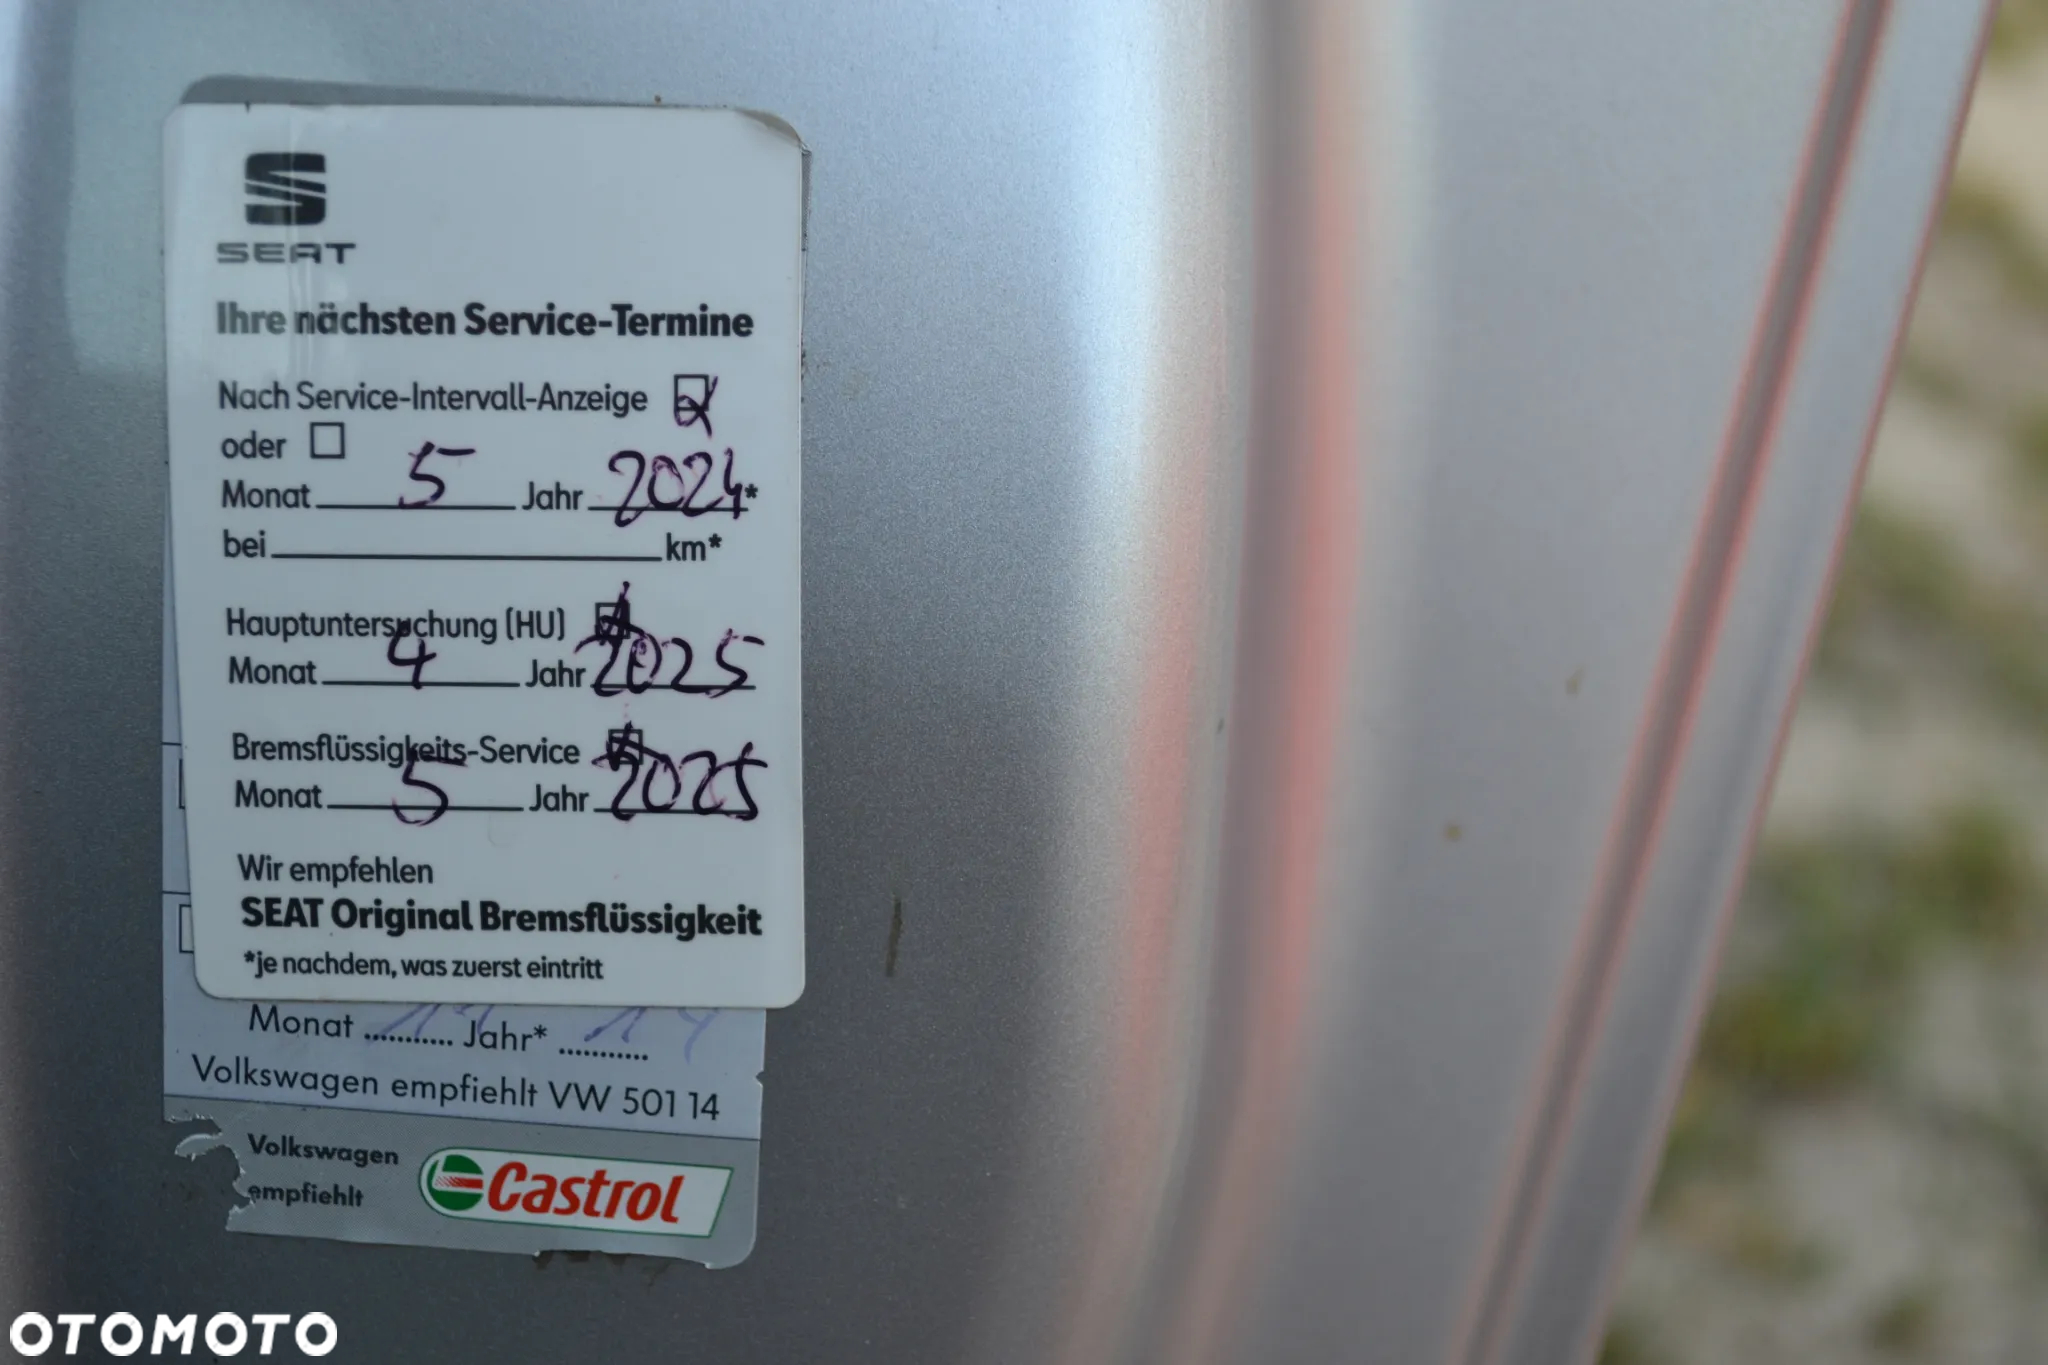 SEAT
Ihre nächsten Service-Termine
Nach Service-Intervall-Anzeige
oder
Monat 5 Jahr 2024*
bei km*
Hauptuntersuchung (HU)
Monat 4 Jahr 2025
Bremsflüssigkeits-Service
Monat 5 Jahr 2025
Wir empfehlen
SEAT Original Bremsflüssigkeit
*je nachdem, was zuerst eintritt
Monat ........... Jahr* 14
Volkswagen empfiehlt VW 501 14
Volkswagen
empfiehlt
Castrol
OTOMOTO